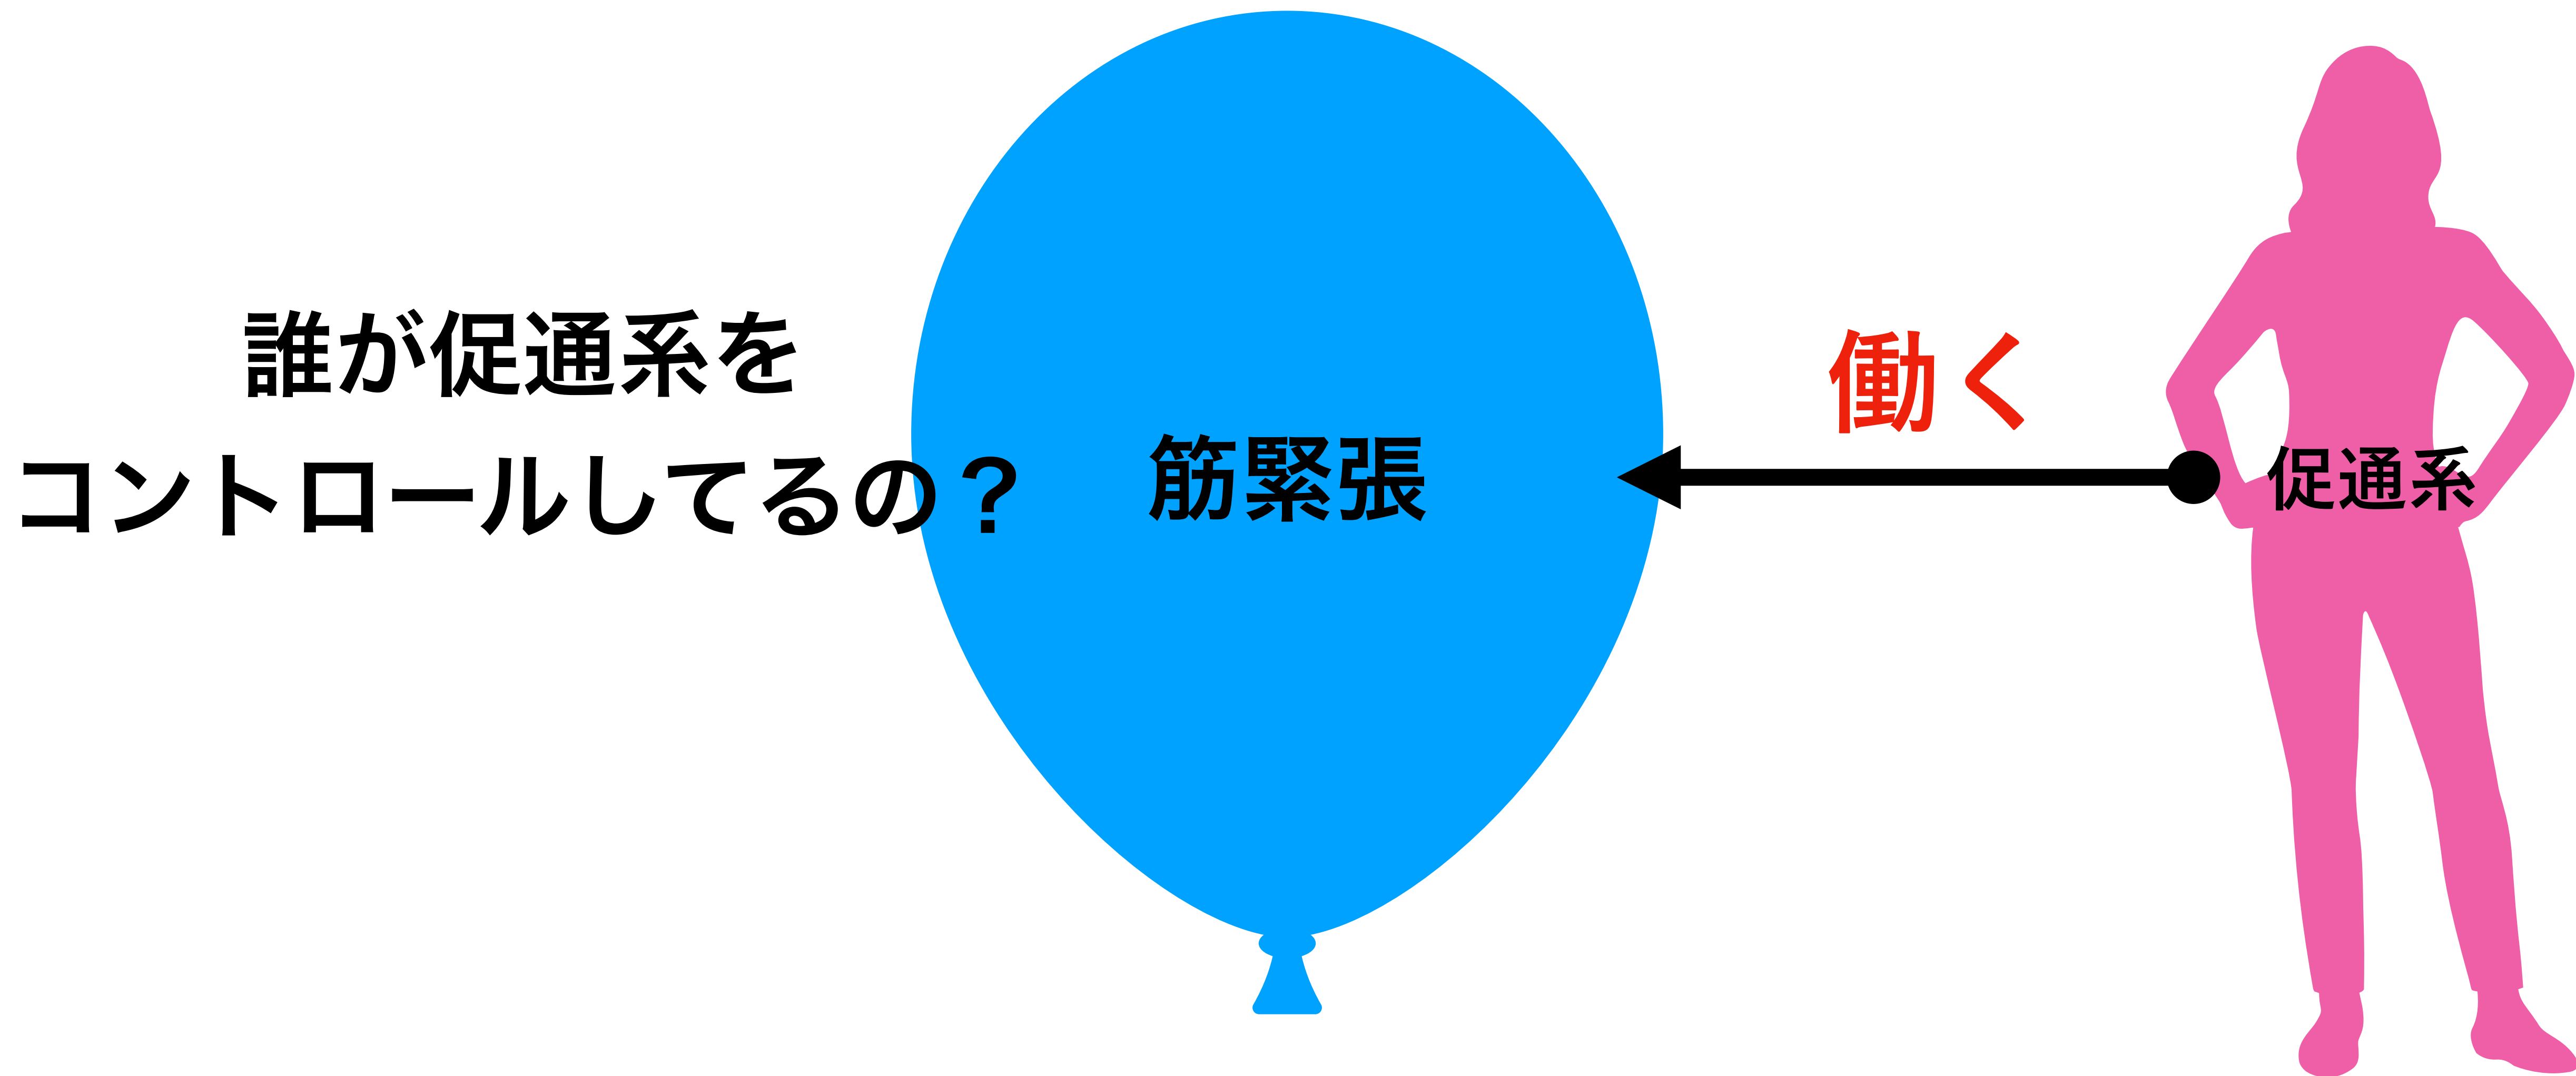 誰が促通系を
コントロールしてるの？
筋緊張
働く
促通系